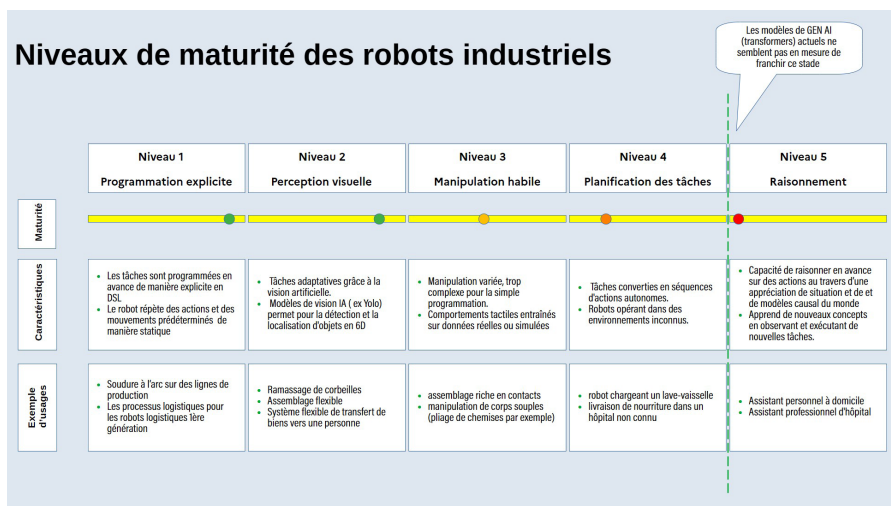 Les modèles de GEN AI
(transformers) actuels ne
semblent pas en mesure de
franchir ce stade
Niveaux de maturité des robots industriels
Niveau 1
Programmation explicite
Niveau 2
Perception visuelle
Niveau 3
Manipulation habile
Niveau 4
Planification des tâches
Niveau 5
Raisonnement
Maturité
Caractéristiques
Les tâches sont programmées en
avance de manière explicite en
DSL
Le robot répète des actions et des
mouvements prédéterminés de
manière statique
Tâches adaptatives grâce à la
vision artificielle.
Modèles de vision IA ( ex Yolo)
permet pour la détection et la
localisation d'objets en 6D
Manipulation variée, trop
complexe pour la simple
programmation.
Comportements tactiles entraînés
sur données réelles ou simulées
Tâches converties en séquences
d'actions autonomes.
Robots opérant dans des
environnements inconnus.
Capacité de raisonner en avance
sur des actions au travers d'une
appréciation de situation et de et
de modèles causal du monde
Apprend de nouveaux concepts
en observant et exécutant de
nouvelles tâches.
Exemple
d'usages
Soudure à l'arc sur des lignes de
production
Les processus logistiques pour
les robots logistiques 1ère
génération
Ramassage de corbeilles
Assemblage flexible
Système flexible de transfert de
biens vers une personne
assemblage riche en contacts
manipulation de corps souples
(pliage de chemises par exemple)
robot chargeant un lave-vaisselle
livraison de nourriture dans un
hôpital non connu
Assistant personnel à domicile
Assistant professionnel d'hôpital